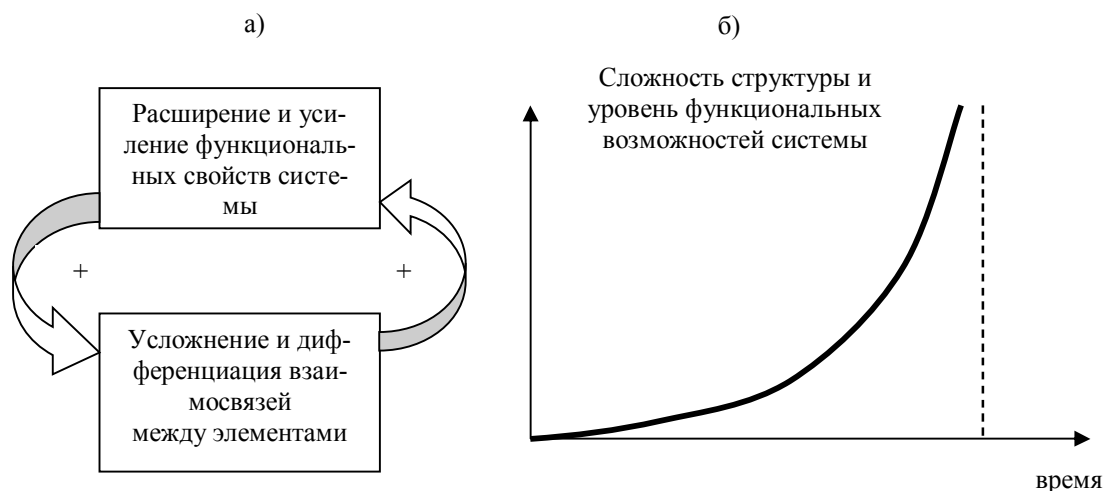 а)
Расширение и уси-
ление функциональ-
ных свойств систе-
мы
+
+
Усложнение и диф-
ференциация взаи-
мосвязей
между элементами
б)
Сложность структуры и
уровень функциональных
возможностей системы
время